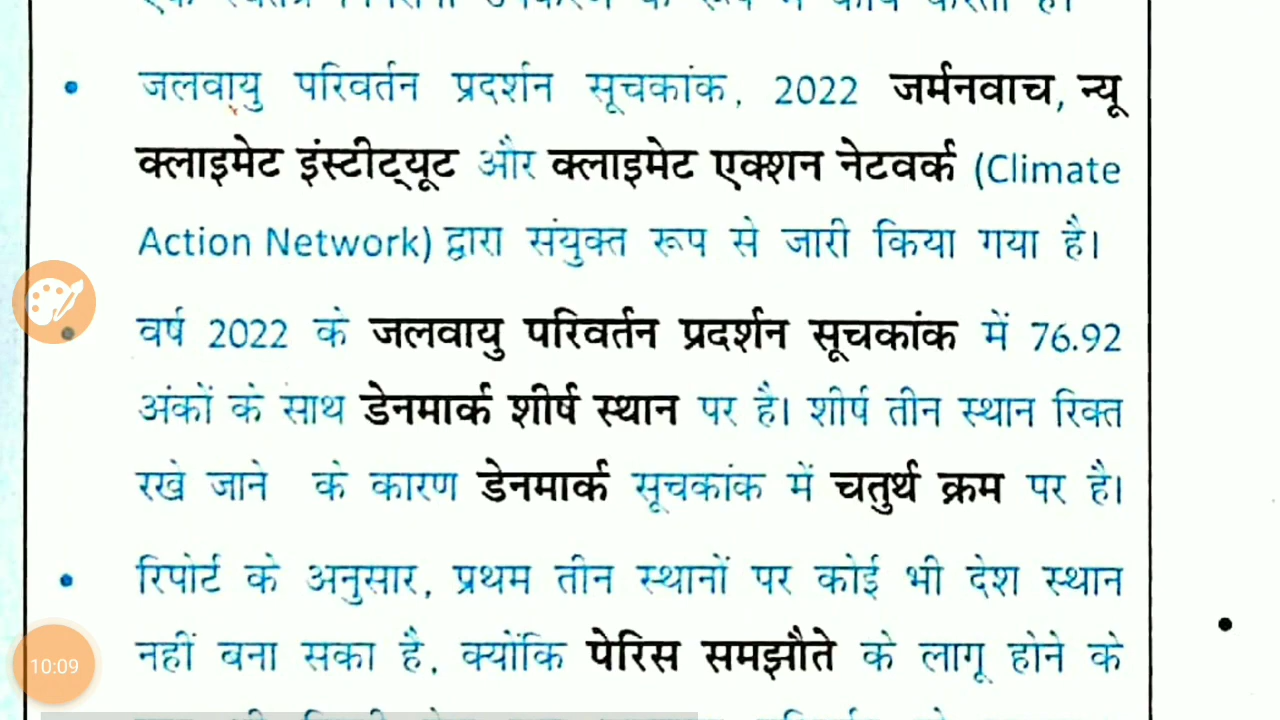 जलवायु परिवर्तन प्रदर्शन सूचकांक, 2022 जर्मनवाच, न्यू
क्लाइमेट इंस्टीट्यूट और क्लाइमेट एक्शन नेटवर्क (Climate
Action Network) द्वारा संयुक्त रूप से जारी किया गया है।
वर्ष 2022 के जलवायु परिवर्तन प्रदर्शन सूचकांक में 76.92
अंकों के साथ डेनमार्क शीर्ष स्थान पर है। शीर्ष तीन स्थान रिक्त
रखे जाने के कारण डेनमार्क सूचकांक में चतुर्थ क्रम पर है।
रिपोर्ट के अनुसार, प्रथम तीन स्थानों पर कोई भी देश स्थान
नहीं बना सका है, क्योंकि पेरिस समझौते के लागू होने के
10:09